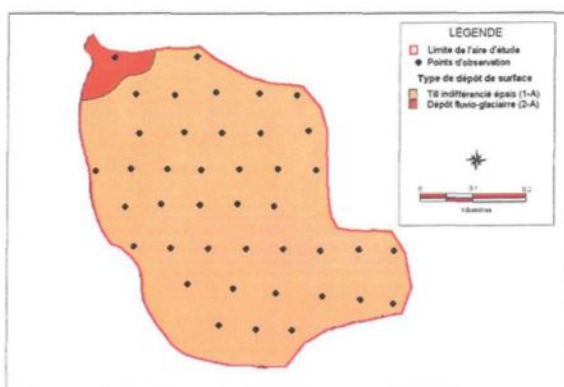 LÉGENDE
Limite de l'aire d'étude
Points d'observation
Type de dépôt de surface
Till indifférencié épais (1-A)
Dépôt fluvio-glaciaire (2-A)
0 0.1 0.2
Kilomètres